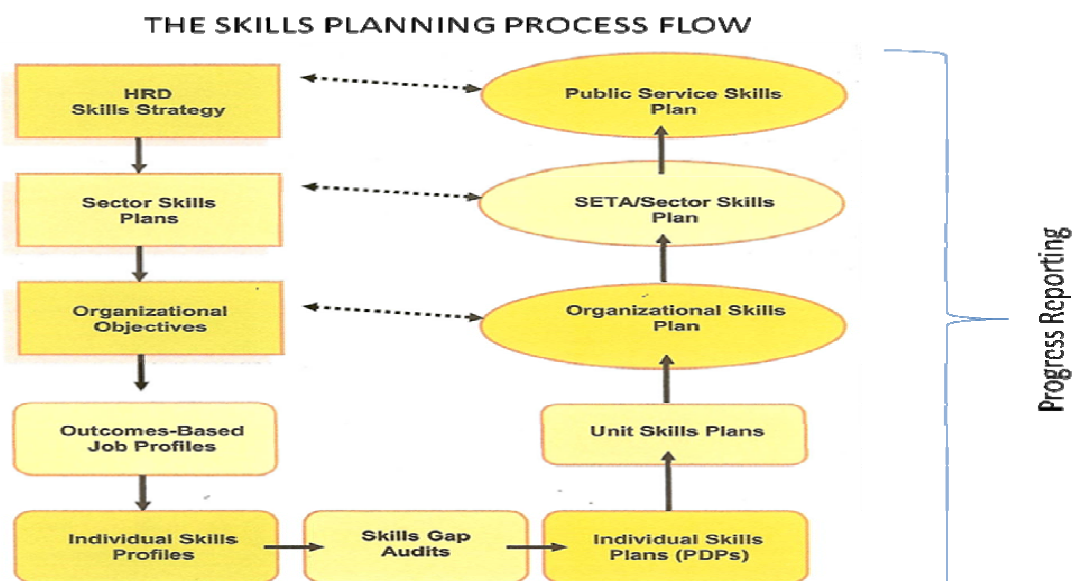 THE SKILLS PLANNING PROCESS FLOW
HRD
Skills Strategy
Public Service Skills
Plan
Sector Skills
Plans
SETA/Sector Skills
Plan
Organizational
Objectives
Organizational Skills
Plan
Outcomes-Based
Job Profiles
Unit Skills Plans
Individual Skills
Profiles
Skills Gap
Audits
Individual Skills
Plans (PDPs)
Progress Reporting